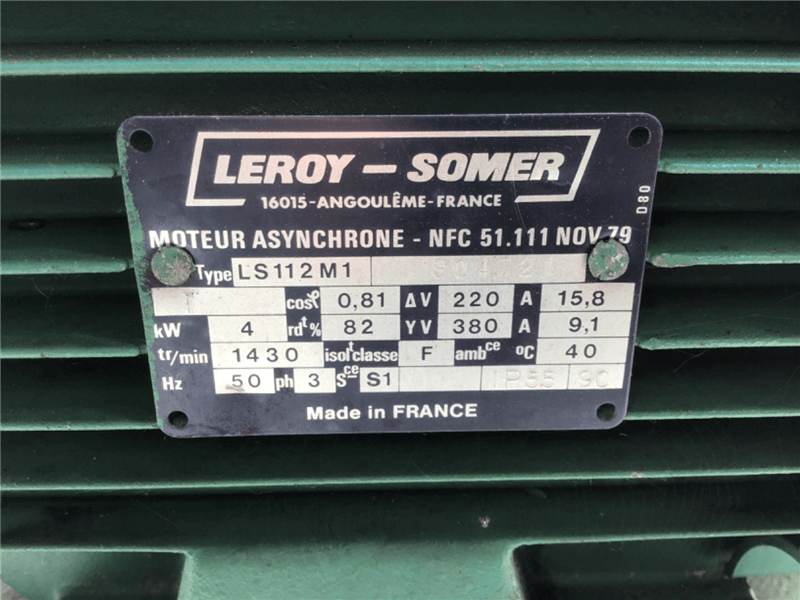 LEROY-SOMER
16015-ANGOULÊME-FRANCE
D80
MOTEUR ASYNCHRONE - NFC 51.111 NOV 79
Type LS112M1
cosφ 0,81 ΔV 220 A 15,8
kW 4 rdt% 82 YV 380 A 9,1
tr/min 1430 isolt classe F ambce °C 40
Hz 50 ph 3 Sce S1 IP55 9C
Made in FRANCE